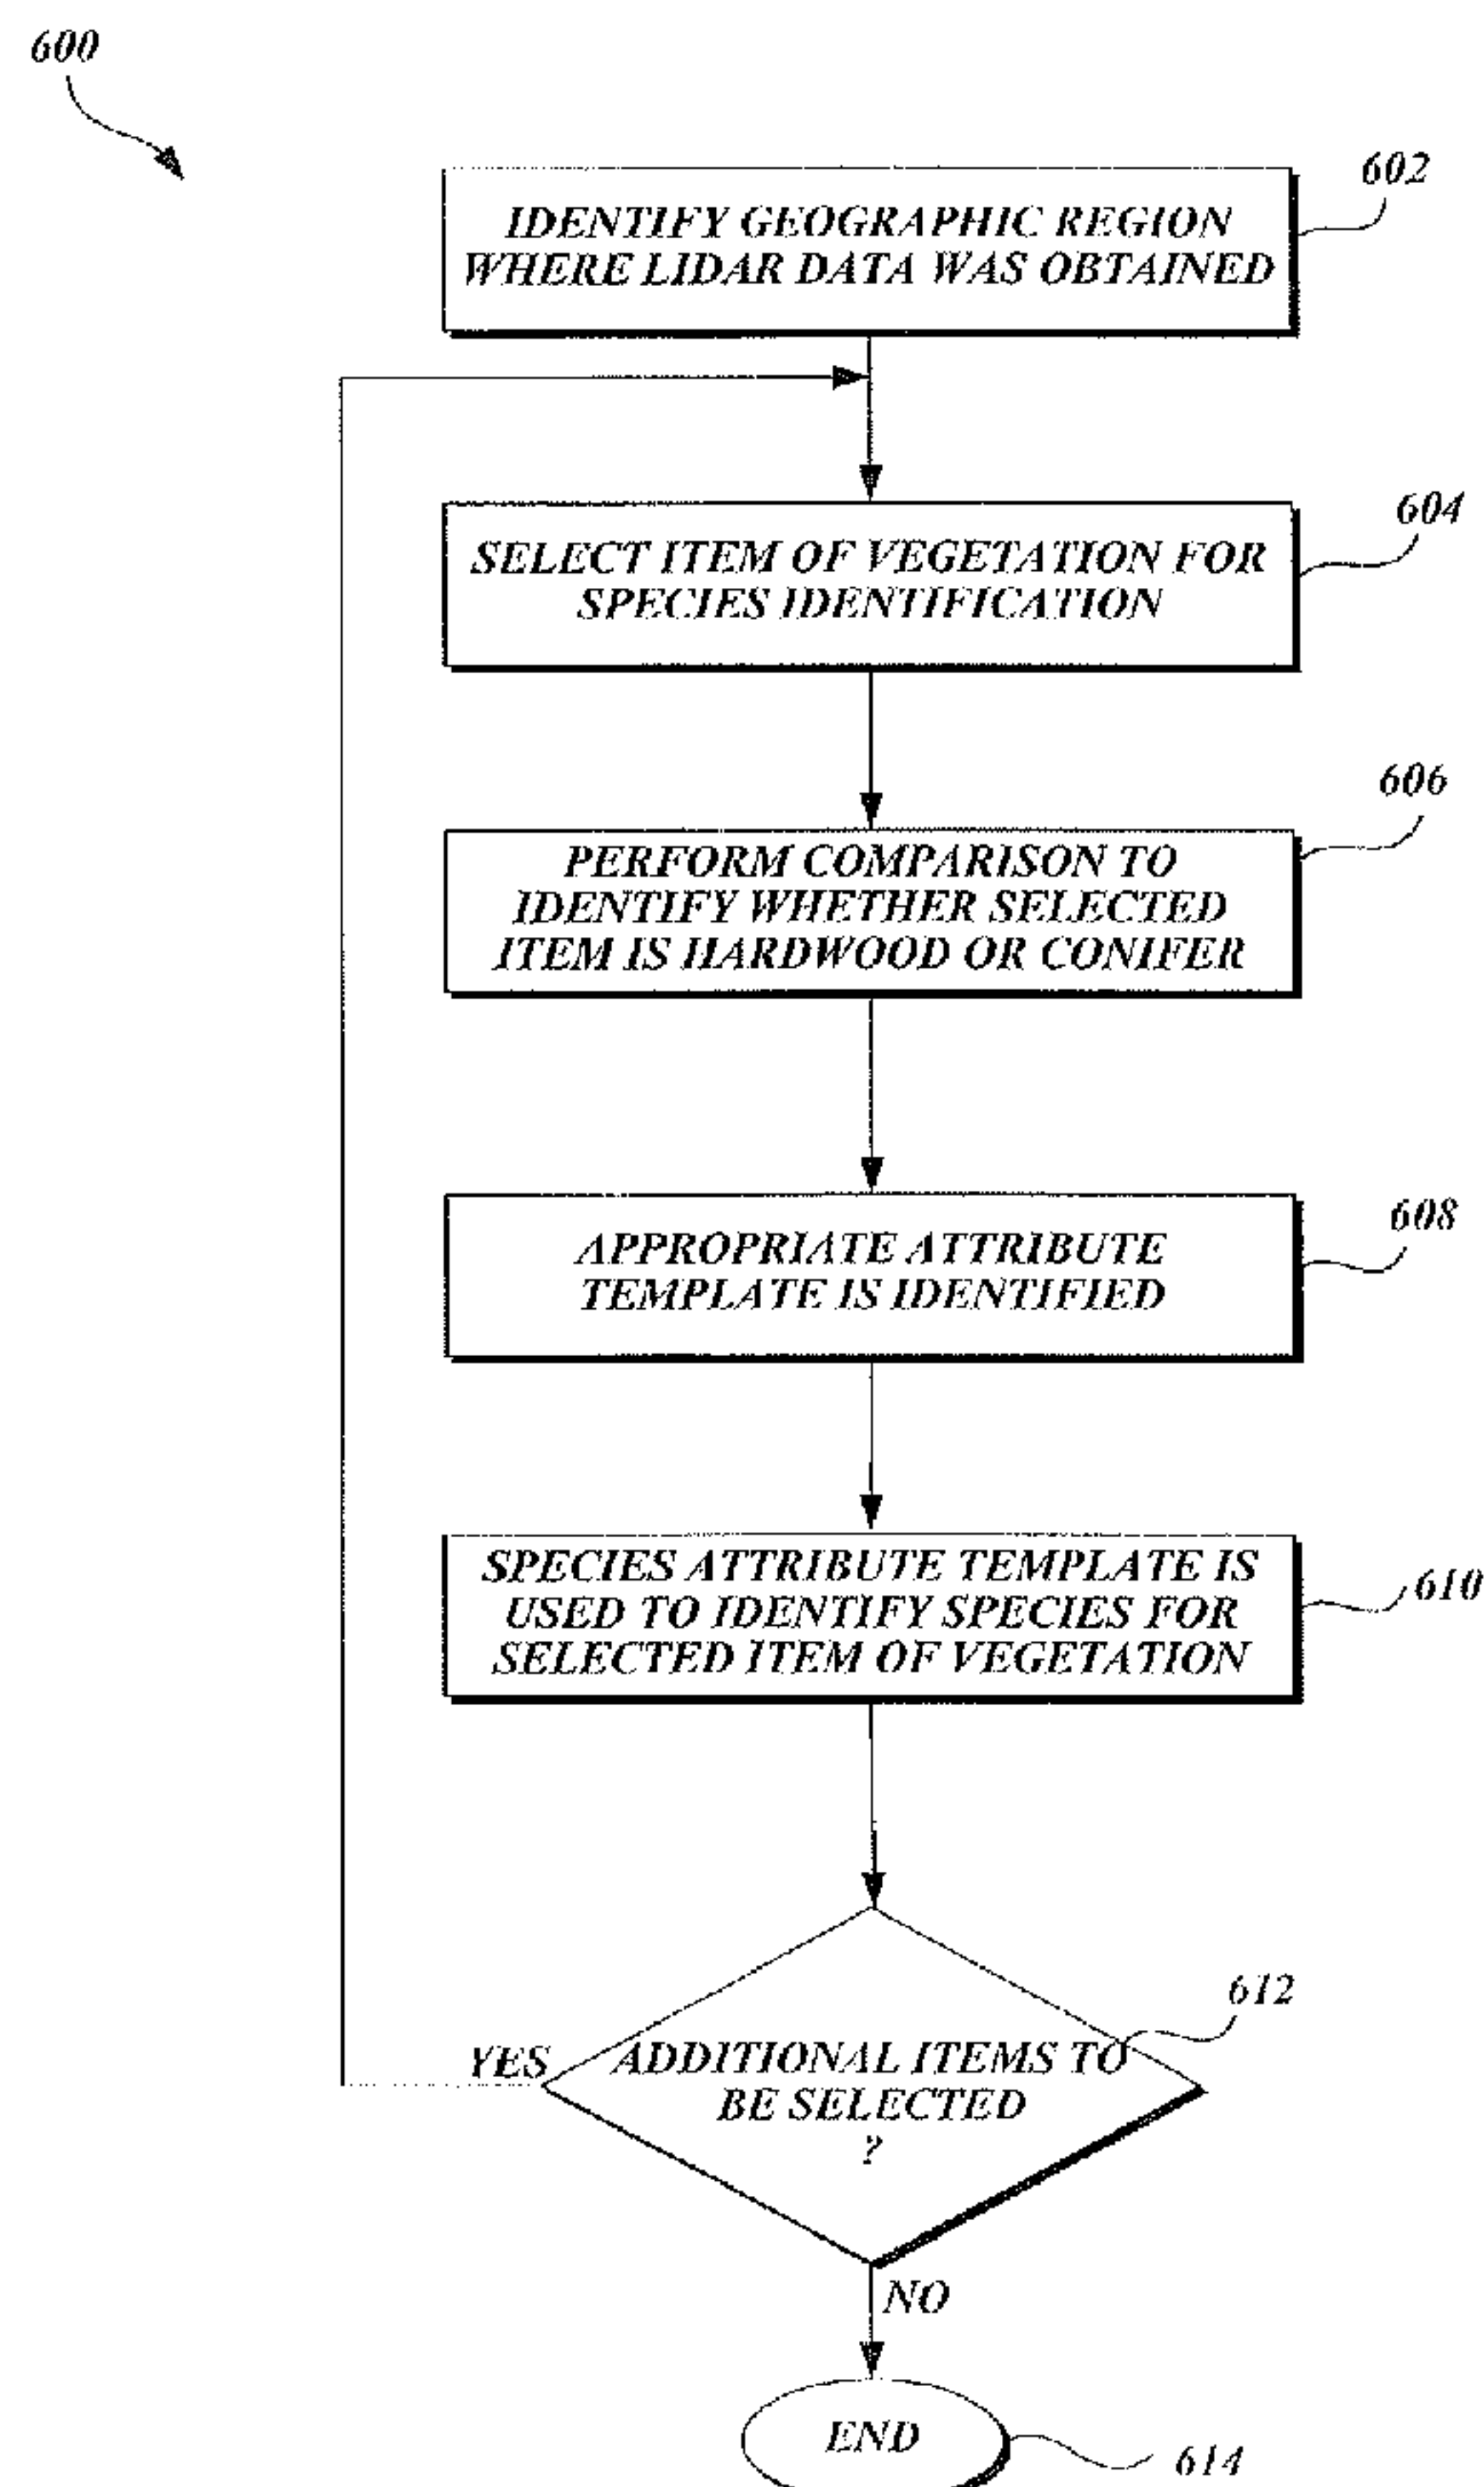 600
602
IDENTIFY GEOGRAPHIC REGION
WHERE LIDAR DATA WAS OBTAINED
604
SELECT ITEM OF VEGETATION FOR
SPECIES IDENTIFICATION
606
PERFORM COMPARISON TO
IDENTIFY WHETHER SELECTED
ITEM IS HARDWOOD OR CONIFER
608
APPROPRIATE ATTRIBUTE
TEMPLATE IS IDENTIFIED
SPECIES ATTRIBUTE TEMPLATE IS
USED TO IDENTIFY SPECIES FOR
SELECTED ITEM OF VEGETATION
610
612
YES
ADDITIONAL ITEMS TO
BE SELECTED
?
NO
END
614